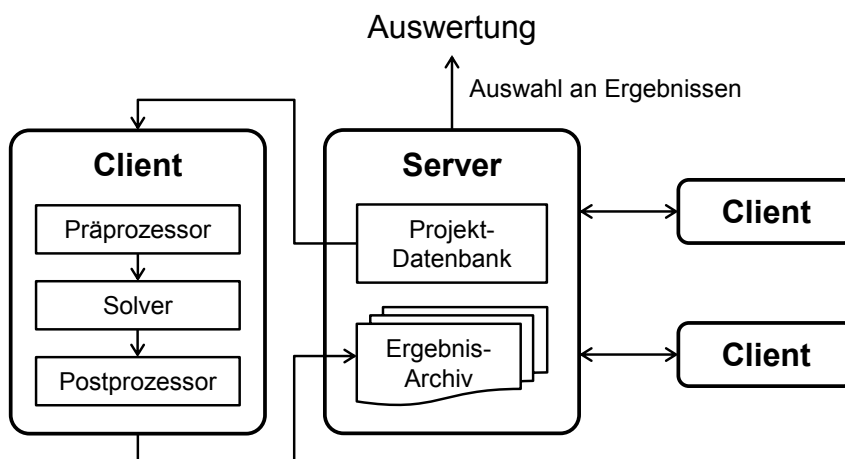 Auswertung
Auswahl an Ergebnissen
Client
Präprozessor
Solver
Postprozessor
Server
Projekt-
Datenbank
Ergebnis-
Archiv
Client
Client